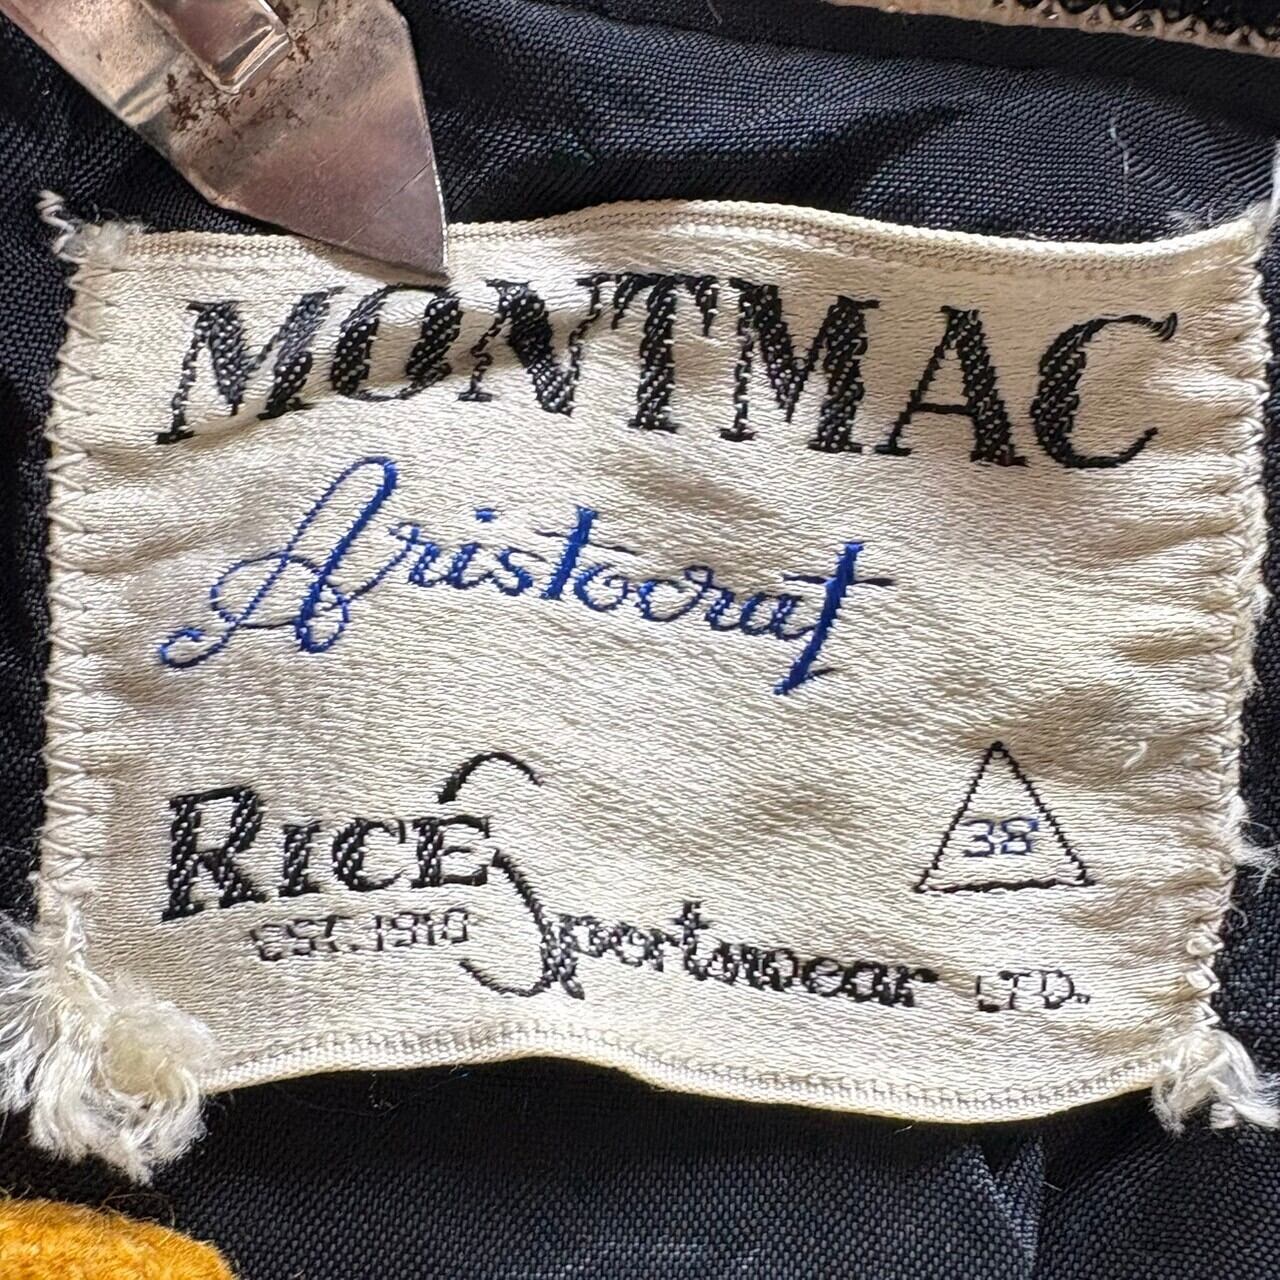 MONTMAC
Aristocrat
38
RICE Sportswear LTD.
EST. 1910